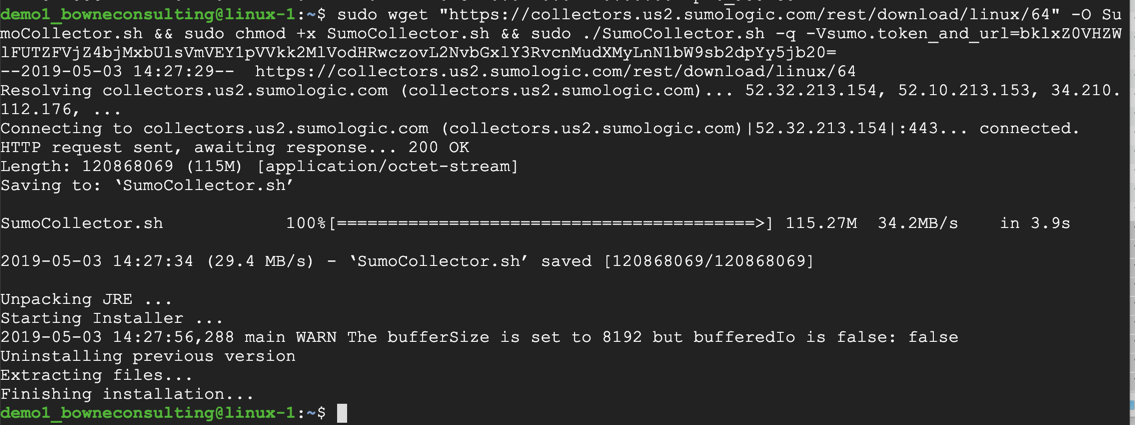 demo1_bowneconsulting@linux-1:~$ sudo wget "https://collectors.us2.sumologic.com/rest/download/linux/64" -O Su
moCollector.sh && sudo chmod +x SumoCollector.sh && sudo ./SumoCollector.sh -q -Vsumo.token_and_url=bklxZ0VHZW
lFUTZFVjZ4bjMxbUlsVmVEYlpVVkk2MlVodHRwczovL2NvbGxlY3RvcnMudXMyLnN1bW9sb2dpYy5jb20=
--2019-05-03 14:27:29-- https://collectors.us2.sumologic.com/rest/download/linux/64
Resolving collectors.us2.sumologic.com (collectors.us2.sumologic.com)... 52.32.213.154, 52.10.213.153, 34.210.
112.176, ...
Connecting to collectors.us2.sumologic.com (collectors.us2.sumologic.com)|52.32.213.154|:443... connected.
HTTP request sent, awaiting response... 200 OK
Length: 120868069 (115M) [application/octet-stream]
Saving to: ‘SumoCollector.sh’
SumoCollector.sh 100%[=========================================>] 115.27M 34.2MB/s in 3.9s
2019-05-03 14:27:34 (29.4 MB/s) - ‘SumoCollector.sh’ saved [120868069/120868069]
Unpacking JRE ...
Starting Installer ...
2019-05-03 14:27:56,288 main WARN The bufferSize is set to 8192 but bufferedIo is false: false
Uninstalling previous version
Extracting files...
Finishing installation...
demo1_bowneconsulting@linux-1:~$